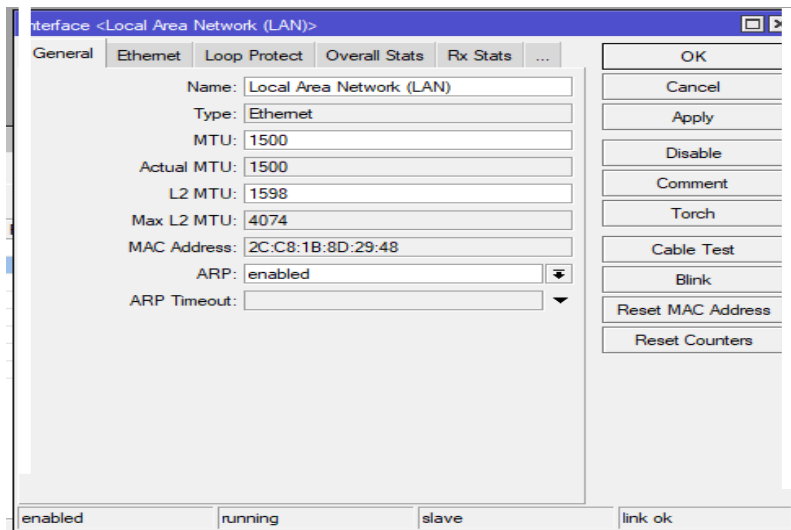 nterface <Local Area Network (LAN)>
General Ethernet Loop Protect Overall Stats Rx Stats ...
Name: Local Area Network (LAN)
Type: Ethernet
MTU: 1500
Actual MTU: 1500
L2 MTU: 1598
Max L2 MTU: 4074
MAC Address: 2C:C8:1B:8D:29:48
ARP: enabled
ARP Timeout:
OK
Cancel
Apply
Disable
Comment
Torch
Cable Test
Blink
Reset MAC Address
Reset Counters
enabled running slave link ok